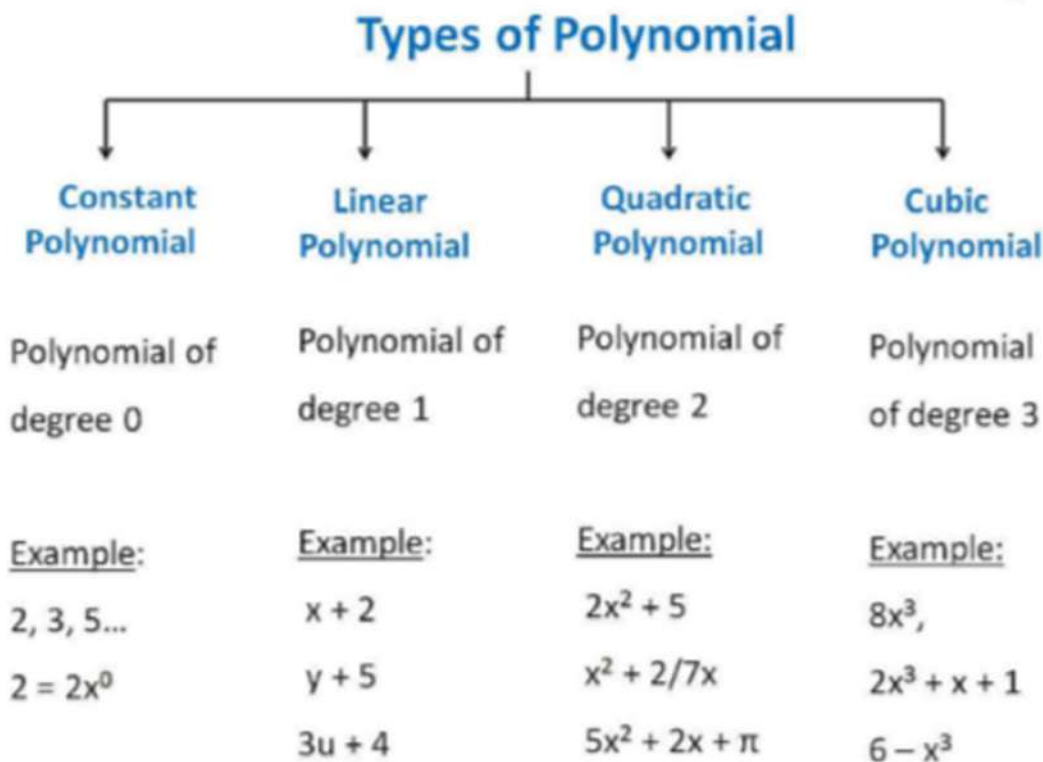 Types of Polynomial
Constant
Polynomial
Polynomial of
degree 0
Example:
2, 3, 5...
2 = 2x⁰
Linear
Polynomial
Polynomial of
degree 1
Example:
x + 2
y + 5
3u + 4
Quadratic
Polynomial
Polynomial of
degree 2
Example:
2x² + 5
x² + 2/7x
5x² + 2x + π
Cubic
Polynomial
Polynomial
of degree 3
Example:
8x³,
2x³ + x + 1
6 – x³